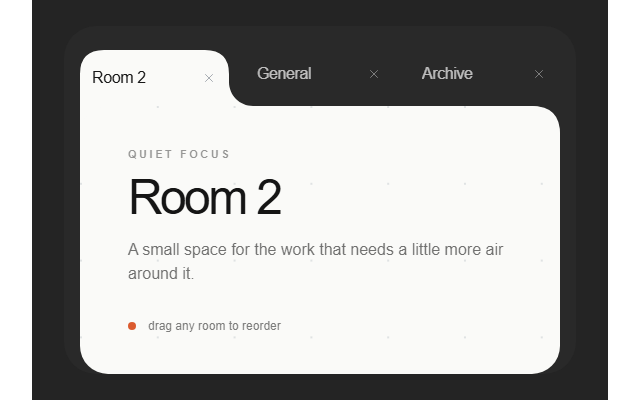 Room 2 × General × Archive ×
QUIET FOCUS
Room 2
A small space for the work that needs a little more air
around it.
drag any room to reorder